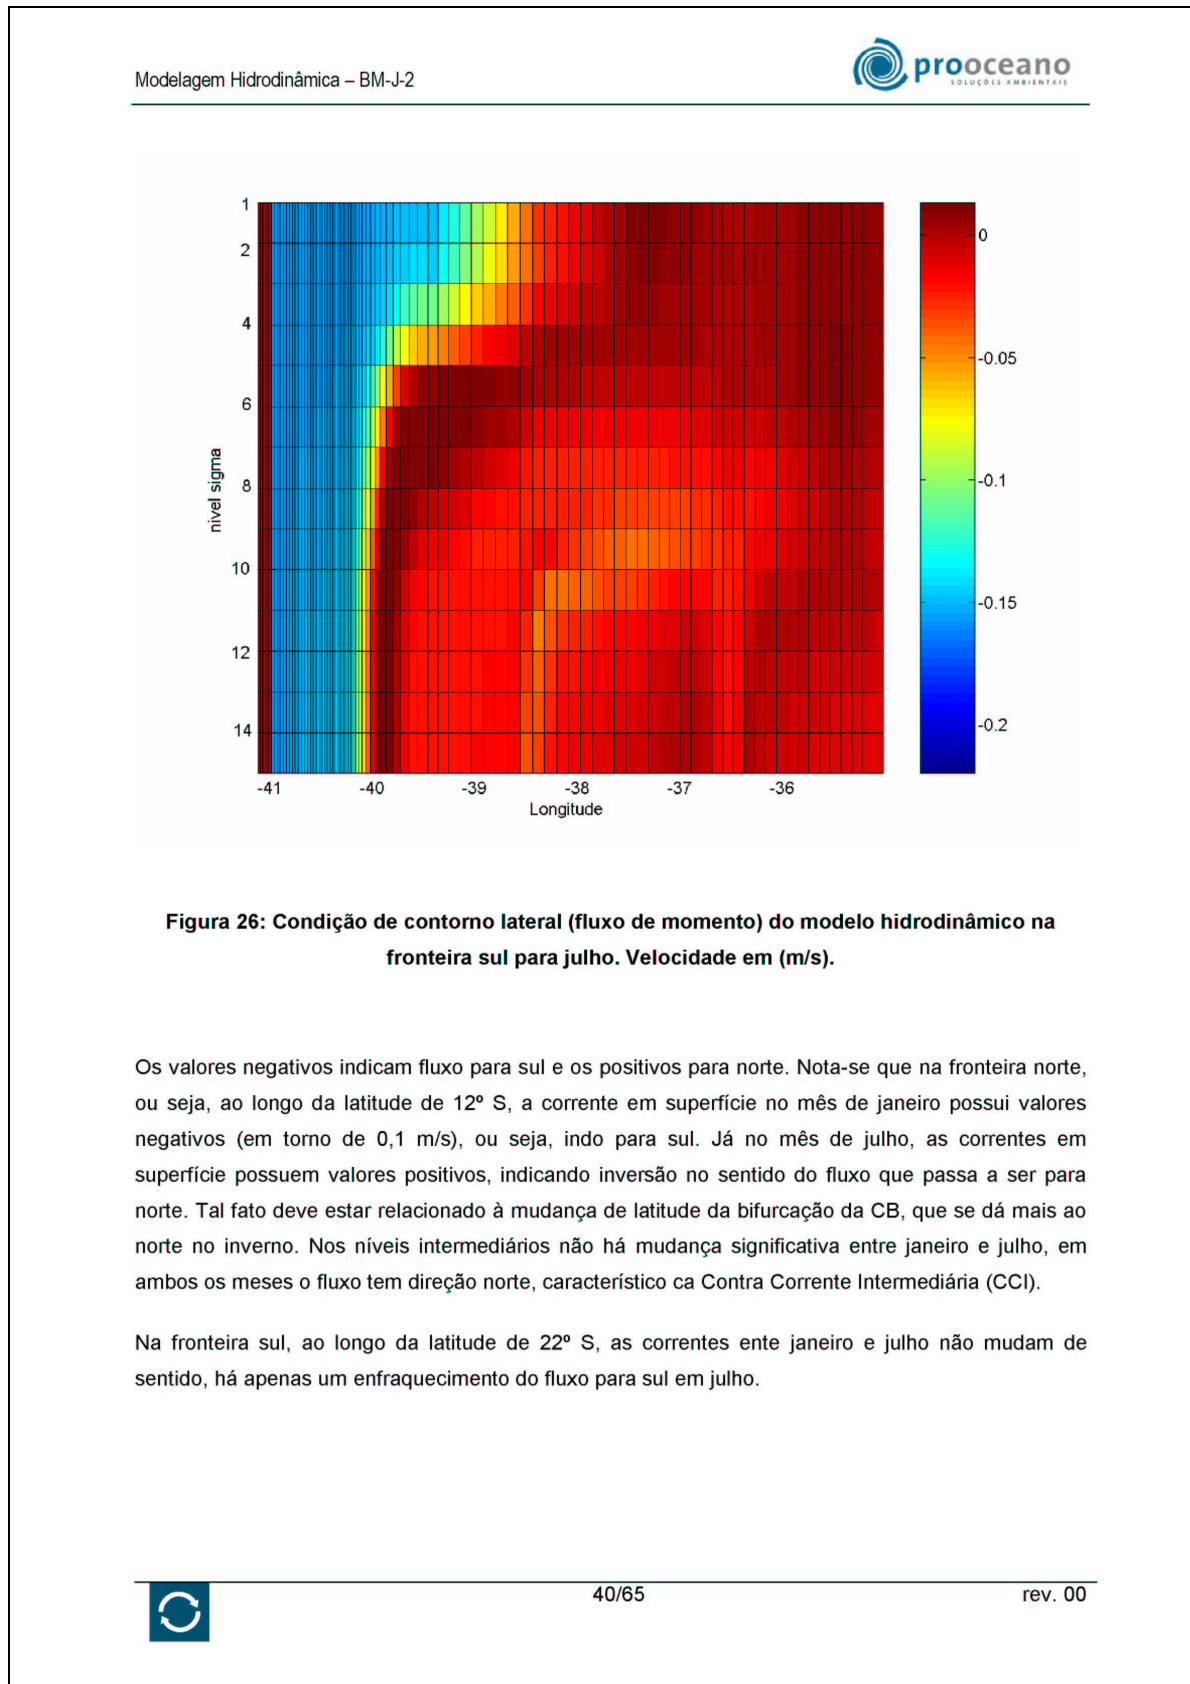 Modelagem Hidrodinâmica – BM-J-2
prooceano
SOLUÇÕES AMBIENTAIS
1
2
4
6
8
10
12
14
nivel sigma
-41
-40
-39
-38
-37
-36
Longitude
0
-0.05
-0.1
-0.15
-0.2
Figura 26: Condição de contorno lateral (fluxo de momento) do modelo hidrodinâmico na
fronteira sul para julho. Velocidade em (m/s).
Os valores negativos indicam fluxo para sul e os positivos para norte. Nota-se que na fronteira norte,
ou seja, ao longo da latitude de 12º S, a corrente em superfície no mês de janeiro possui valores
negativos (em torno de 0,1 m/s), ou seja, indo para sul. Já no mês de julho, as correntes em
superfície possuem valores positivos, indicando inversão no sentido do fluxo que passa a ser para
norte. Tal fato deve estar relacionado à mudança de latitude da bifurcação da CB, que se dá mais ao
norte no inverno. Nos níveis intermediários não há mudança significativa entre janeiro e julho, em
ambos os meses o fluxo tem direção norte, característico ca Contra Corrente Intermediária (CCI).
Na fronteira sul, ao longo da latitude de 22º S, as correntes ente janeiro e julho não mudam de
sentido, há apenas um enfraquecimento do fluxo para sul em julho.
40/65
rev. 00